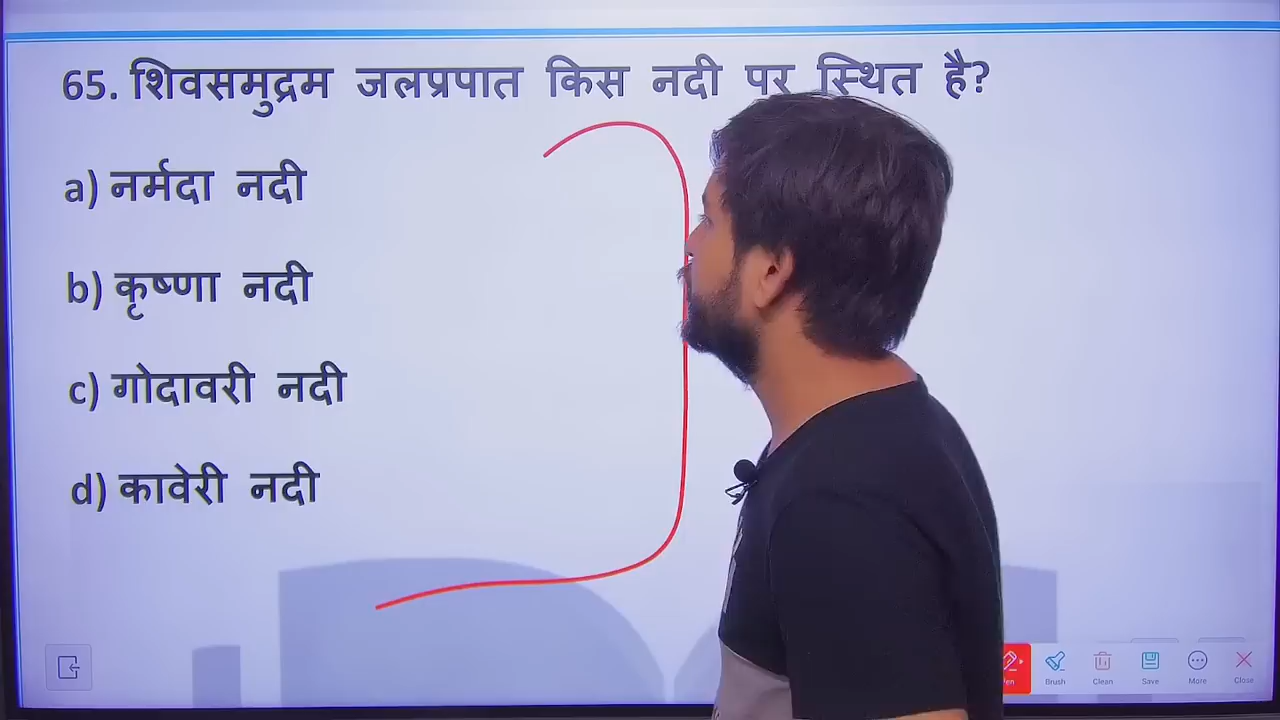 65. शिवसमुद्रम जलप्रपात किस नदी पर स्थित है?
a) नर्मदा नदी
b) कृष्णा नदी
c) गोदावरी नदी
d) कावेरी नदी
Pen Brush Clean Save More Close